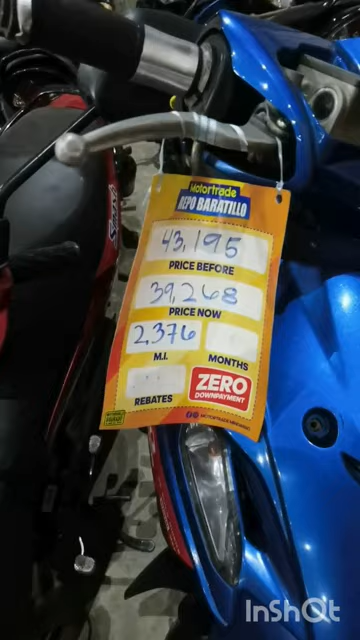 Motortrade
REPO BARATILLO
43,195
PRICE BEFORE
39,268
PRICE NOW
2,376
M.I.
MONTHS
REBATES
ZERO
DOWNPAYMENT
InShOt